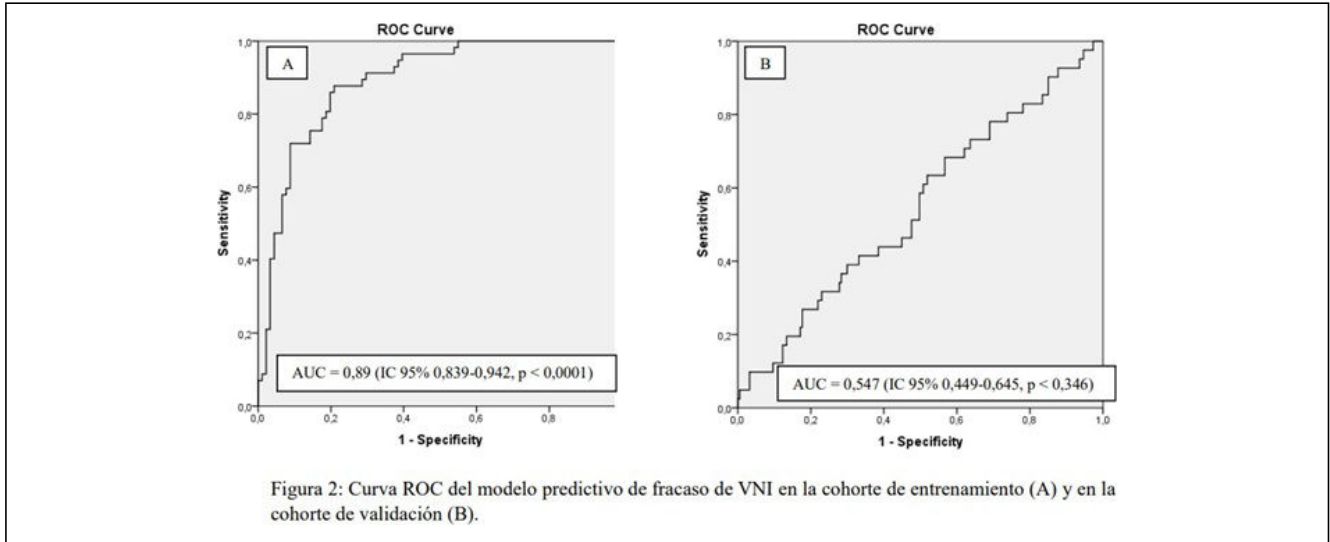 ROC Curve
A
1,0
0,8
0,6
0,4
0,2
0,0
Sensitivity
AUC = 0,89 (IC 95% 0,839-0,942, p < 0,0001)
0,0 0,2 0,4 0,6 0,8
1 - Specificity
ROC Curve
B
1,0
0,8
0,6
0,4
0,2
0,0
Sensitivity
AUC = 0,547 (IC 95% 0,449-0,645, p < 0,346)
0,0 0,2 0,4 0,6 0,8 1,0
1 - Specificity
Figura 2: Curva ROC del modelo predictivo de fracaso de VNI en la cohorte de entrenamiento (A) y en la
cohorte de validación (B).